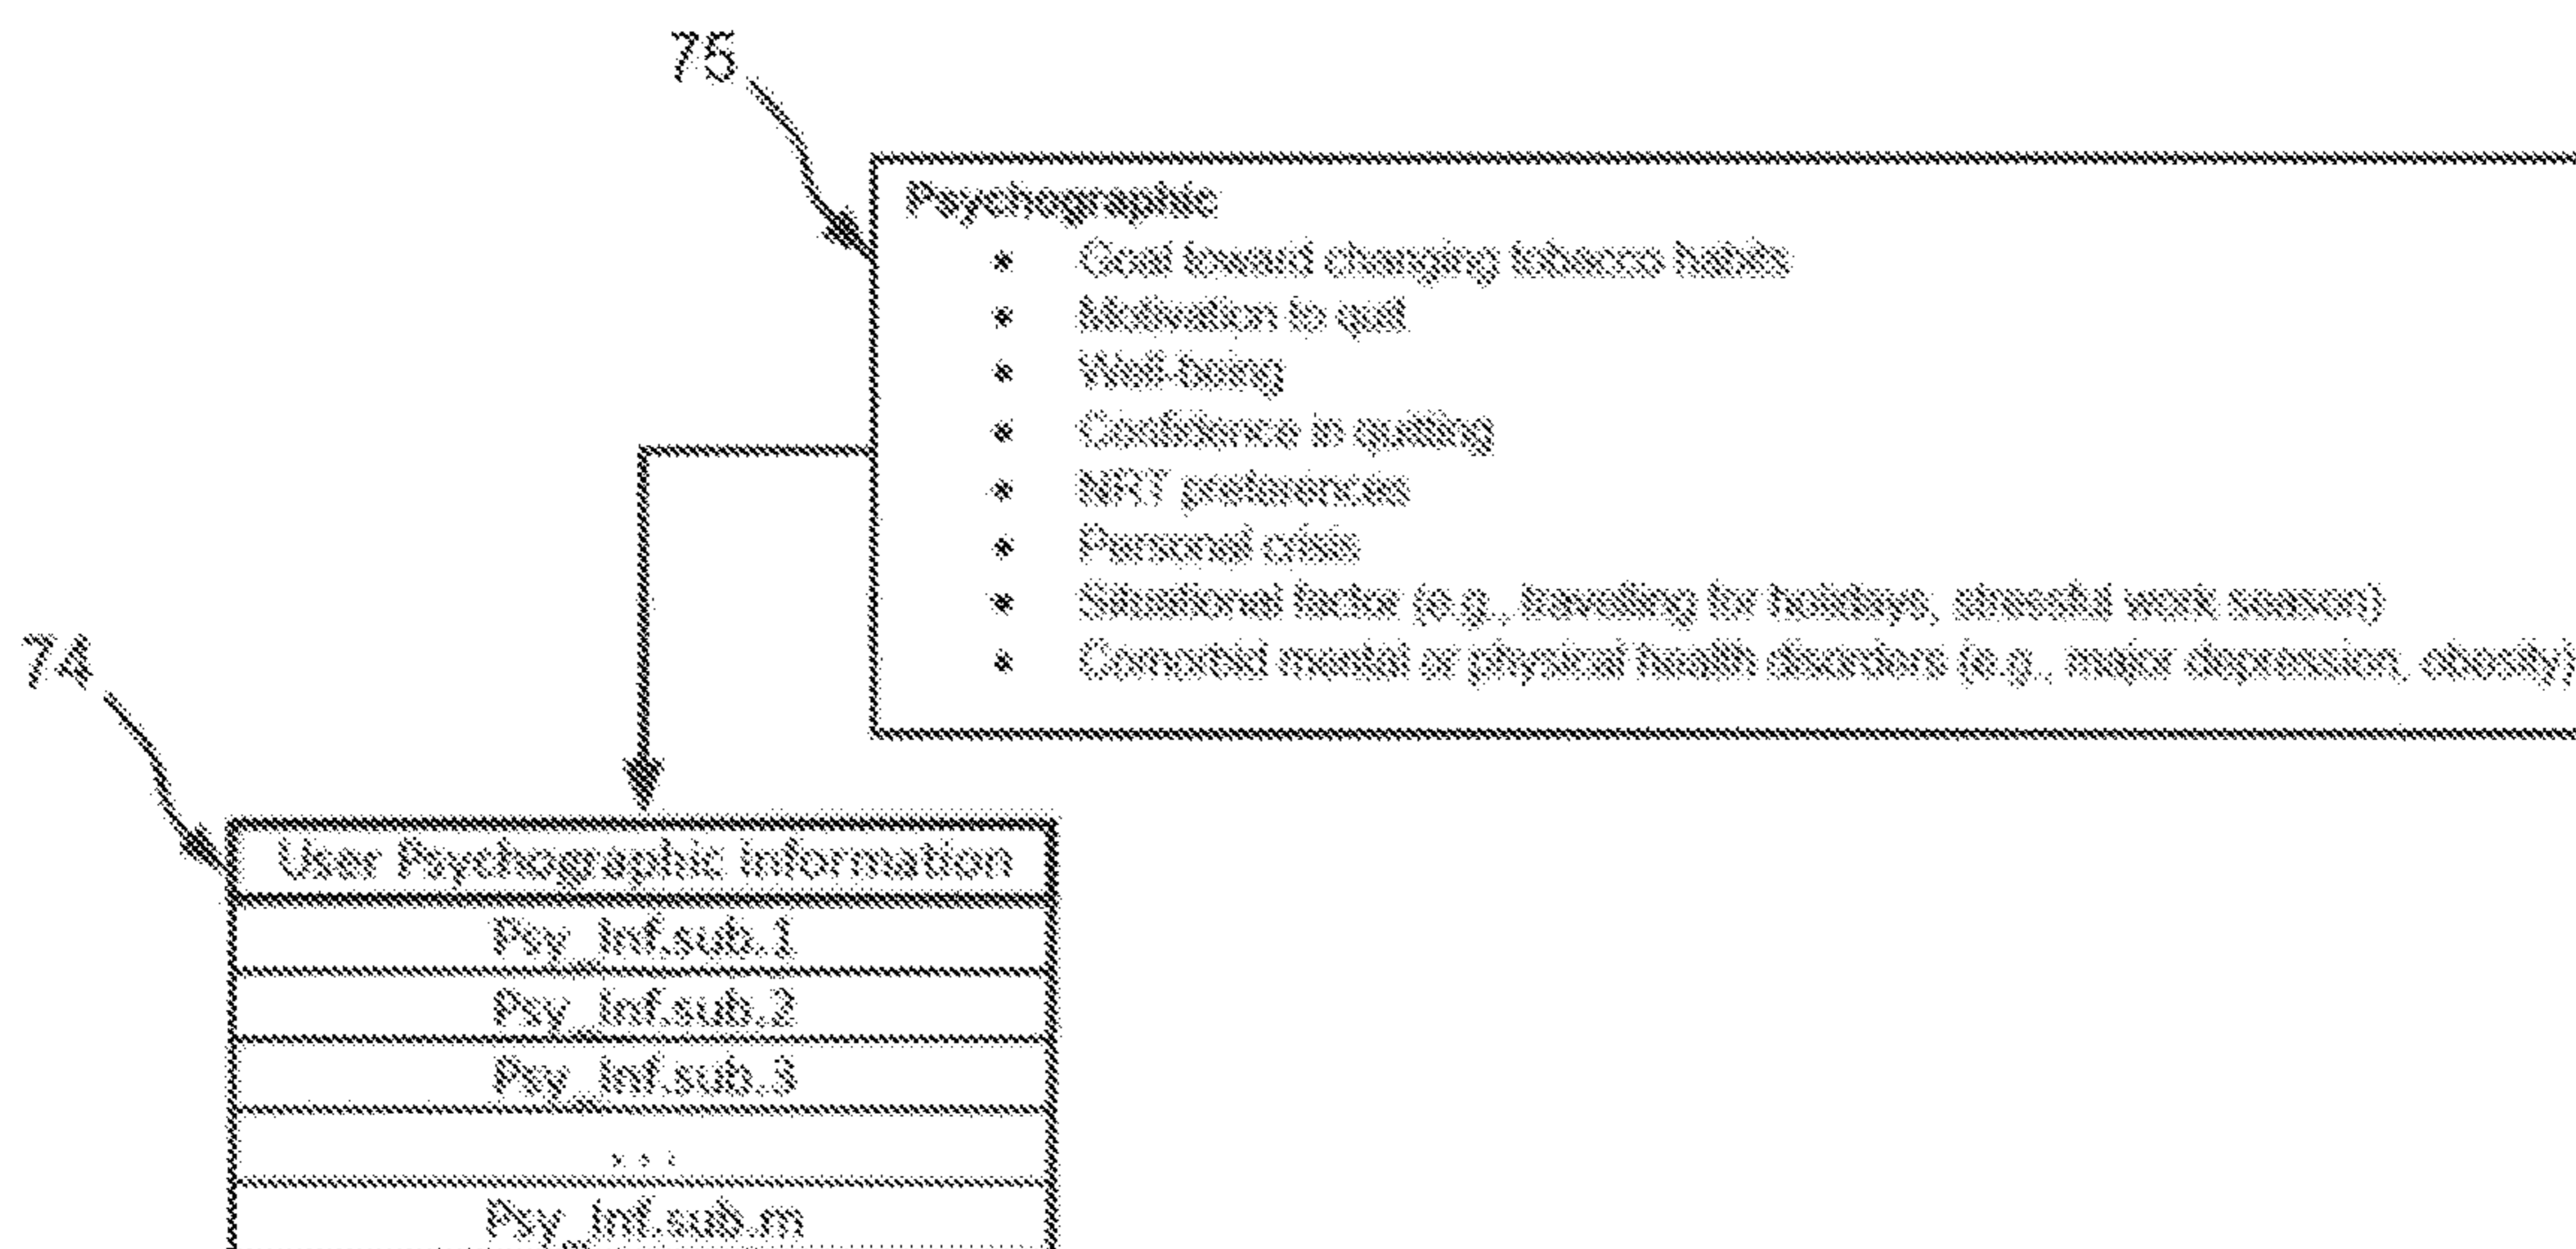 75
Psychographic
* Goal toward changing tobacco habits
* Motivation to quit
* Well-being
* Confidence in quitting
* NRT preferences
* Personal crisis
* Situational factor (e.g., travelling for holidays, stressful work season)
* Comorbid mental or physical health disorders (e.g., major depression, obesity)
74
User Psychographic Information
Psy_Inf.sub.1
Psy_Inf.sub.2
Psy_Inf.sub.3
...
Psy_Inf.sub.m